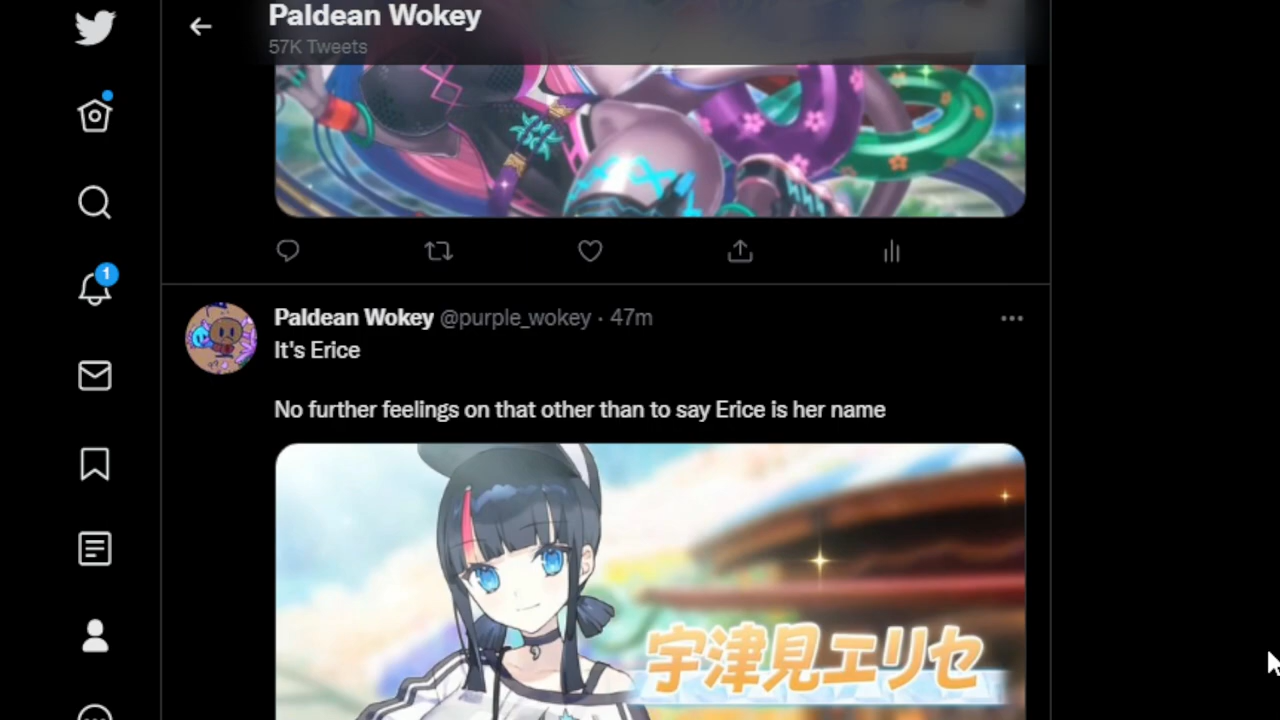 Paldean Wokey
57K Tweets
1
Paldean Wokey @purple_wokey · 47m
It's Erice
No further feelings on that other than to say Erice is her name
宇津見エリセ